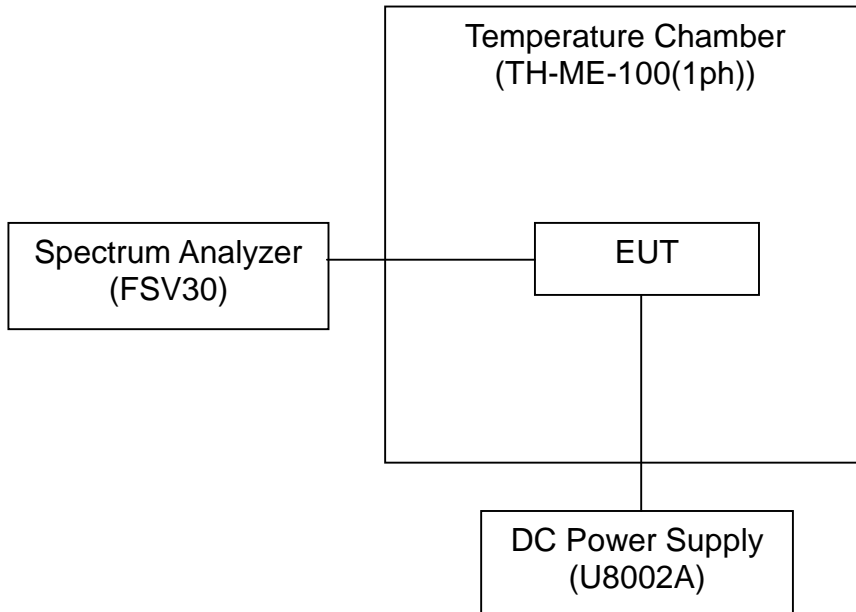 Temperature Chamber
(TH-ME-100(1ph))
Spectrum Analyzer
(FSV30)
EUT
DC Power Supply
(U8002A)